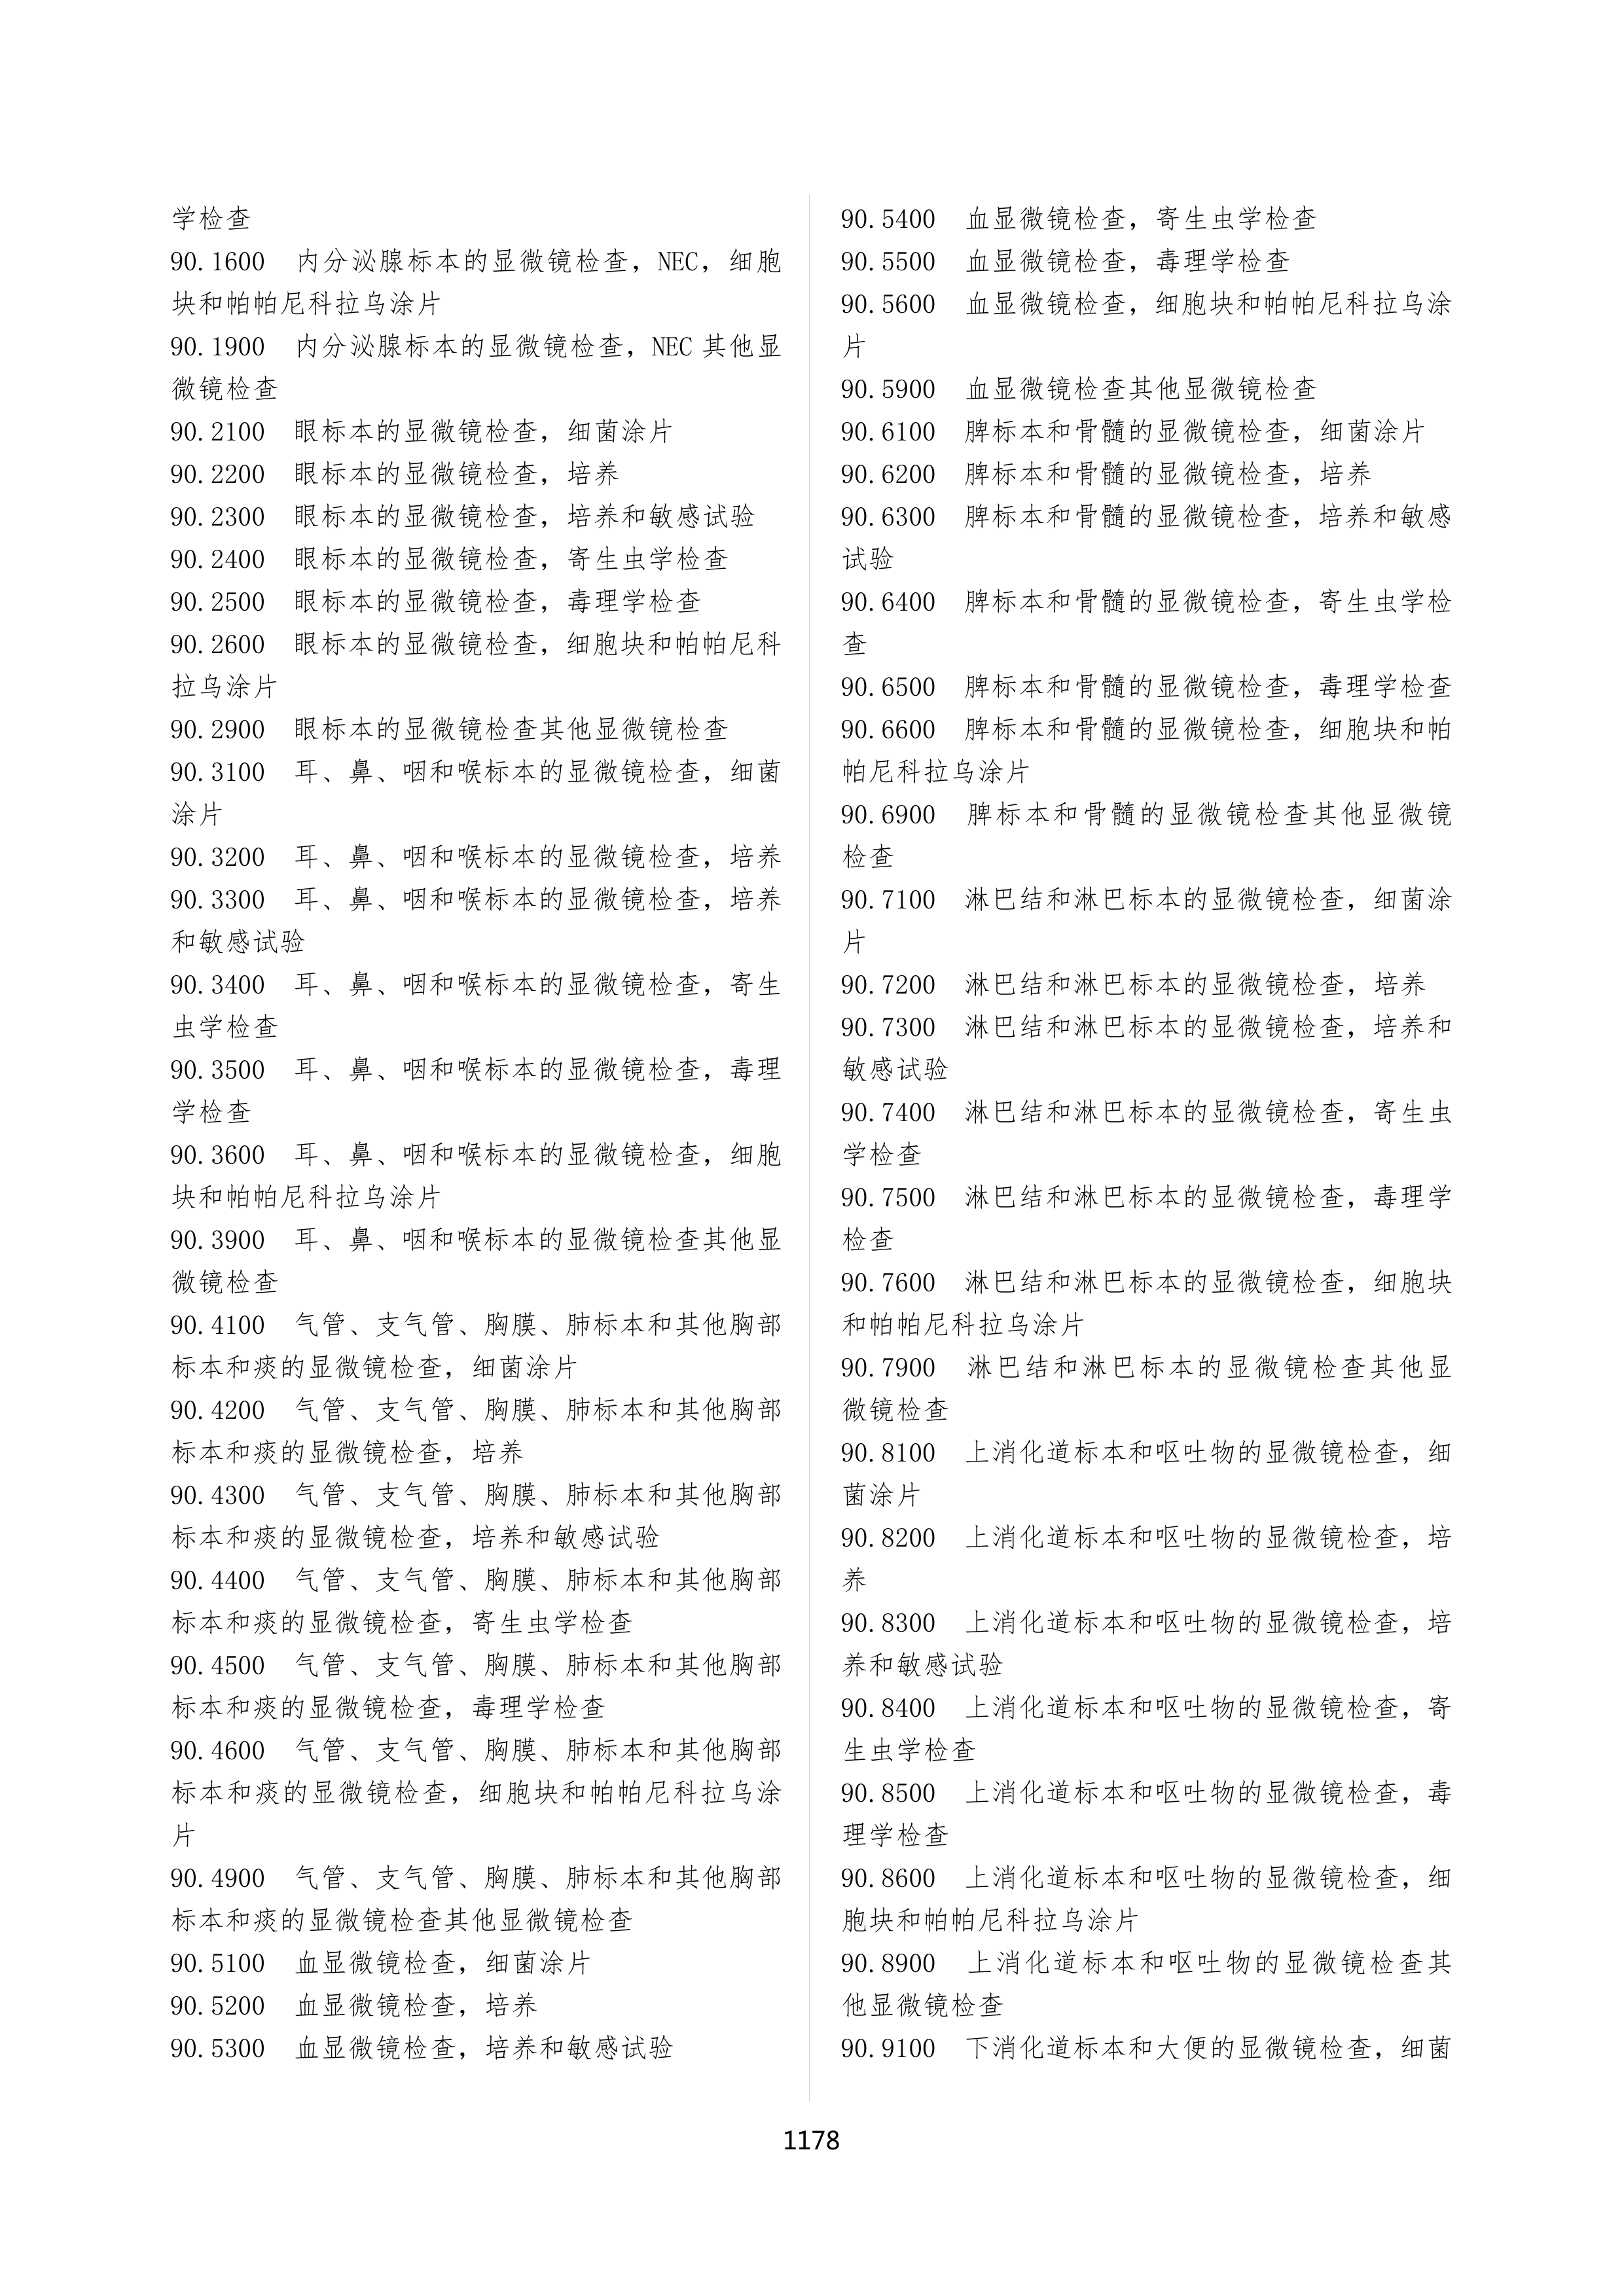 学检查
90.1600 内分泌腺标本的显微镜检查，NEC，细胞
块和帕帕尼科拉乌涂片
90.1900 内分泌腺标本的显微镜检查，NEC 其他显
微镜检查
90.2100 眼标本的显微镜检查，细菌涂片
90.2200 眼标本的显微镜检查，培养
90.2300 眼标本的显微镜检查，培养和敏感试验
90.2400 眼标本的显微镜检查，寄生虫学检查
90.2500 眼标本的显微镜检查，毒理学检查
90.2600 眼标本的显微镜检查，细胞块和帕帕尼科
拉乌涂片
90.2900 眼标本的显微镜检查其他显微镜检查
90.3100 耳、鼻、咽和喉标本的显微镜检查，细菌
涂片
90.3200 耳、鼻、咽和喉标本的显微镜检查，培养
90.3300 耳、鼻、咽和喉标本的显微镜检查，培养
和敏感试验
90.3400 耳、鼻、咽和喉标本的显微镜检查，寄生
虫学检查
90.3500 耳、鼻、咽和喉标本的显微镜检查，毒理
学检查
90.3600 耳、鼻、咽和喉标本的显微镜检查，细胞
块和帕帕尼科拉乌涂片
90.3900 耳、鼻、咽和喉标本的显微镜检查其他显
微镜检查
90.4100 气管、支气管、胸膜、肺标本和其他胸部
标本和痰的显微镜检查，细菌涂片
90.4200 气管、支气管、胸膜、肺标本和其他胸部
标本和痰的显微镜检查，培养
90.4300 气管、支气管、胸膜、肺标本和其他胸部
标本和痰的显微镜检查，培养和敏感试验
90.4400 气管、支气管、胸膜、肺标本和其他胸部
标本和痰的显微镜检查，寄生虫学检查
90.4500 气管、支气管、胸膜、肺标本和其他胸部
标本和痰的显微镜检查，毒理学检查
90.4600 气管、支气管、胸膜、肺标本和其他胸部
标本和痰的显微镜检查，细胞块和帕帕尼科拉乌涂
片
90.4900 气管、支气管、胸膜、肺标本和其他胸部
标本和痰的显微镜检查其他显微镜检查
90.5100 血显微镜检查，细菌涂片
90.5200 血显微镜检查，培养
90.5300 血显微镜检查，培养和敏感试验
90.5400 血显微镜检查，寄生虫学检查
90.5500 血显微镜检查，毒理学检查
90.5600 血显微镜检查，细胞块和帕帕尼科拉乌涂
片
90.5900 血显微镜检查其他显微镜检查
90.6100 脾标本和骨髓的显微镜检查，细菌涂片
90.6200 脾标本和骨髓的显微镜检查，培养
90.6300 脾标本和骨髓的显微镜检查，培养和敏感
试验
90.6400 脾标本和骨髓的显微镜检查，寄生虫学检
查
90.6500 脾标本和骨髓的显微镜检查，毒理学检查
90.6600 脾标本和骨髓的显微镜检查，细胞块和帕
帕尼科拉乌涂片
90.6900 脾标本和骨髓的显微镜检查其他显微镜
检查
90.7100 淋巴结和淋巴标本的显微镜检查，细菌涂
片
90.7200 淋巴结和淋巴标本的显微镜检查，培养
90.7300 淋巴结和淋巴标本的显微镜检查，培养和
敏感试验
90.7400 淋巴结和淋巴标本的显微镜检查，寄生虫
学检查
90.7500 淋巴结和淋巴标本的显微镜检查，毒理学
检查
90.7600 淋巴结和淋巴标本的显微镜检查，细胞块
和帕帕尼科拉乌涂片
90.7900 淋巴结和淋巴标本的显微镜检查其他显
微镜检查
90.8100 上消化道标本和呕吐物的显微镜检查，细
菌涂片
90.8200 上消化道标本和呕吐物的显微镜检查，培
养
90.8300 上消化道标本和呕吐物的显微镜检查，培
养和敏感试验
90.8400 上消化道标本和呕吐物的显微镜检查，寄
生虫学检查
90.8500 上消化道标本和呕吐物的显微镜检查，毒
理学检查
90.8600 上消化道标本和呕吐物的显微镜检查，细
胞块和帕帕尼科拉乌涂片
90.8900 上消化道标本和呕吐物的显微镜检查其
他显微镜检查
90.9100 下消化道标本和大便的显微镜检查，细菌
1178